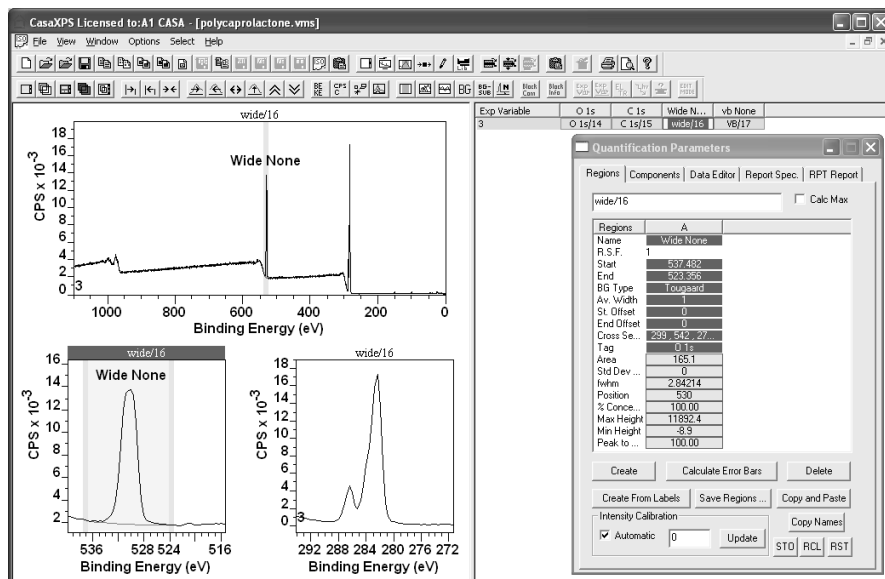 CasaXPS Licensed to:A1 CASA - [polycaprolactone.vms]
File View Window Options Select Help
wide/16
Wide None
CPS x 10⁻³
18
16
14
12
10
8
6
4
2
0
3
1000 800 600 400 200 0
Binding Energy (eV)
wide/16
Wide None
CPS x 10⁻³
16
14
12
10
8
6
4
2
536 528 524 516
Binding Energy (eV)
wide/16
CPS x 10⁻³
18
16
14
12
10
8
6
4
2
0
3
292 288 284 280 276 272
Binding Energy (eV)
Exp Variable O 1s C 1s Wide N... vb None
3 O 1s/14 C 1s/15 wide/16 VB/17
Quantification Parameters
Regions Components Data Editor Report Spec. RPT Report
wide/16 Calc Max
Regions A
Name Wide None
R.S.F. 1
Start 537.482
End 523.356
BG Type Tougaard
Av. Width 1
St. Offset 0
End Offset 0
Cross Se... 299 , 542 , 27...
Tag O 1s
Area 165.1
Std Dev ... 0
fwhm 2.84214
Position 530
% Conce... 100.00
Max Height 11892.4
Min Height -8.9
Peak to ... 100.00
Create Calculate Error Bars Delete
Create From Labels Save Regions ... Copy and Paste
Intensity Calibration
Automatic 0 Update
Copy Names
STO RCL RST